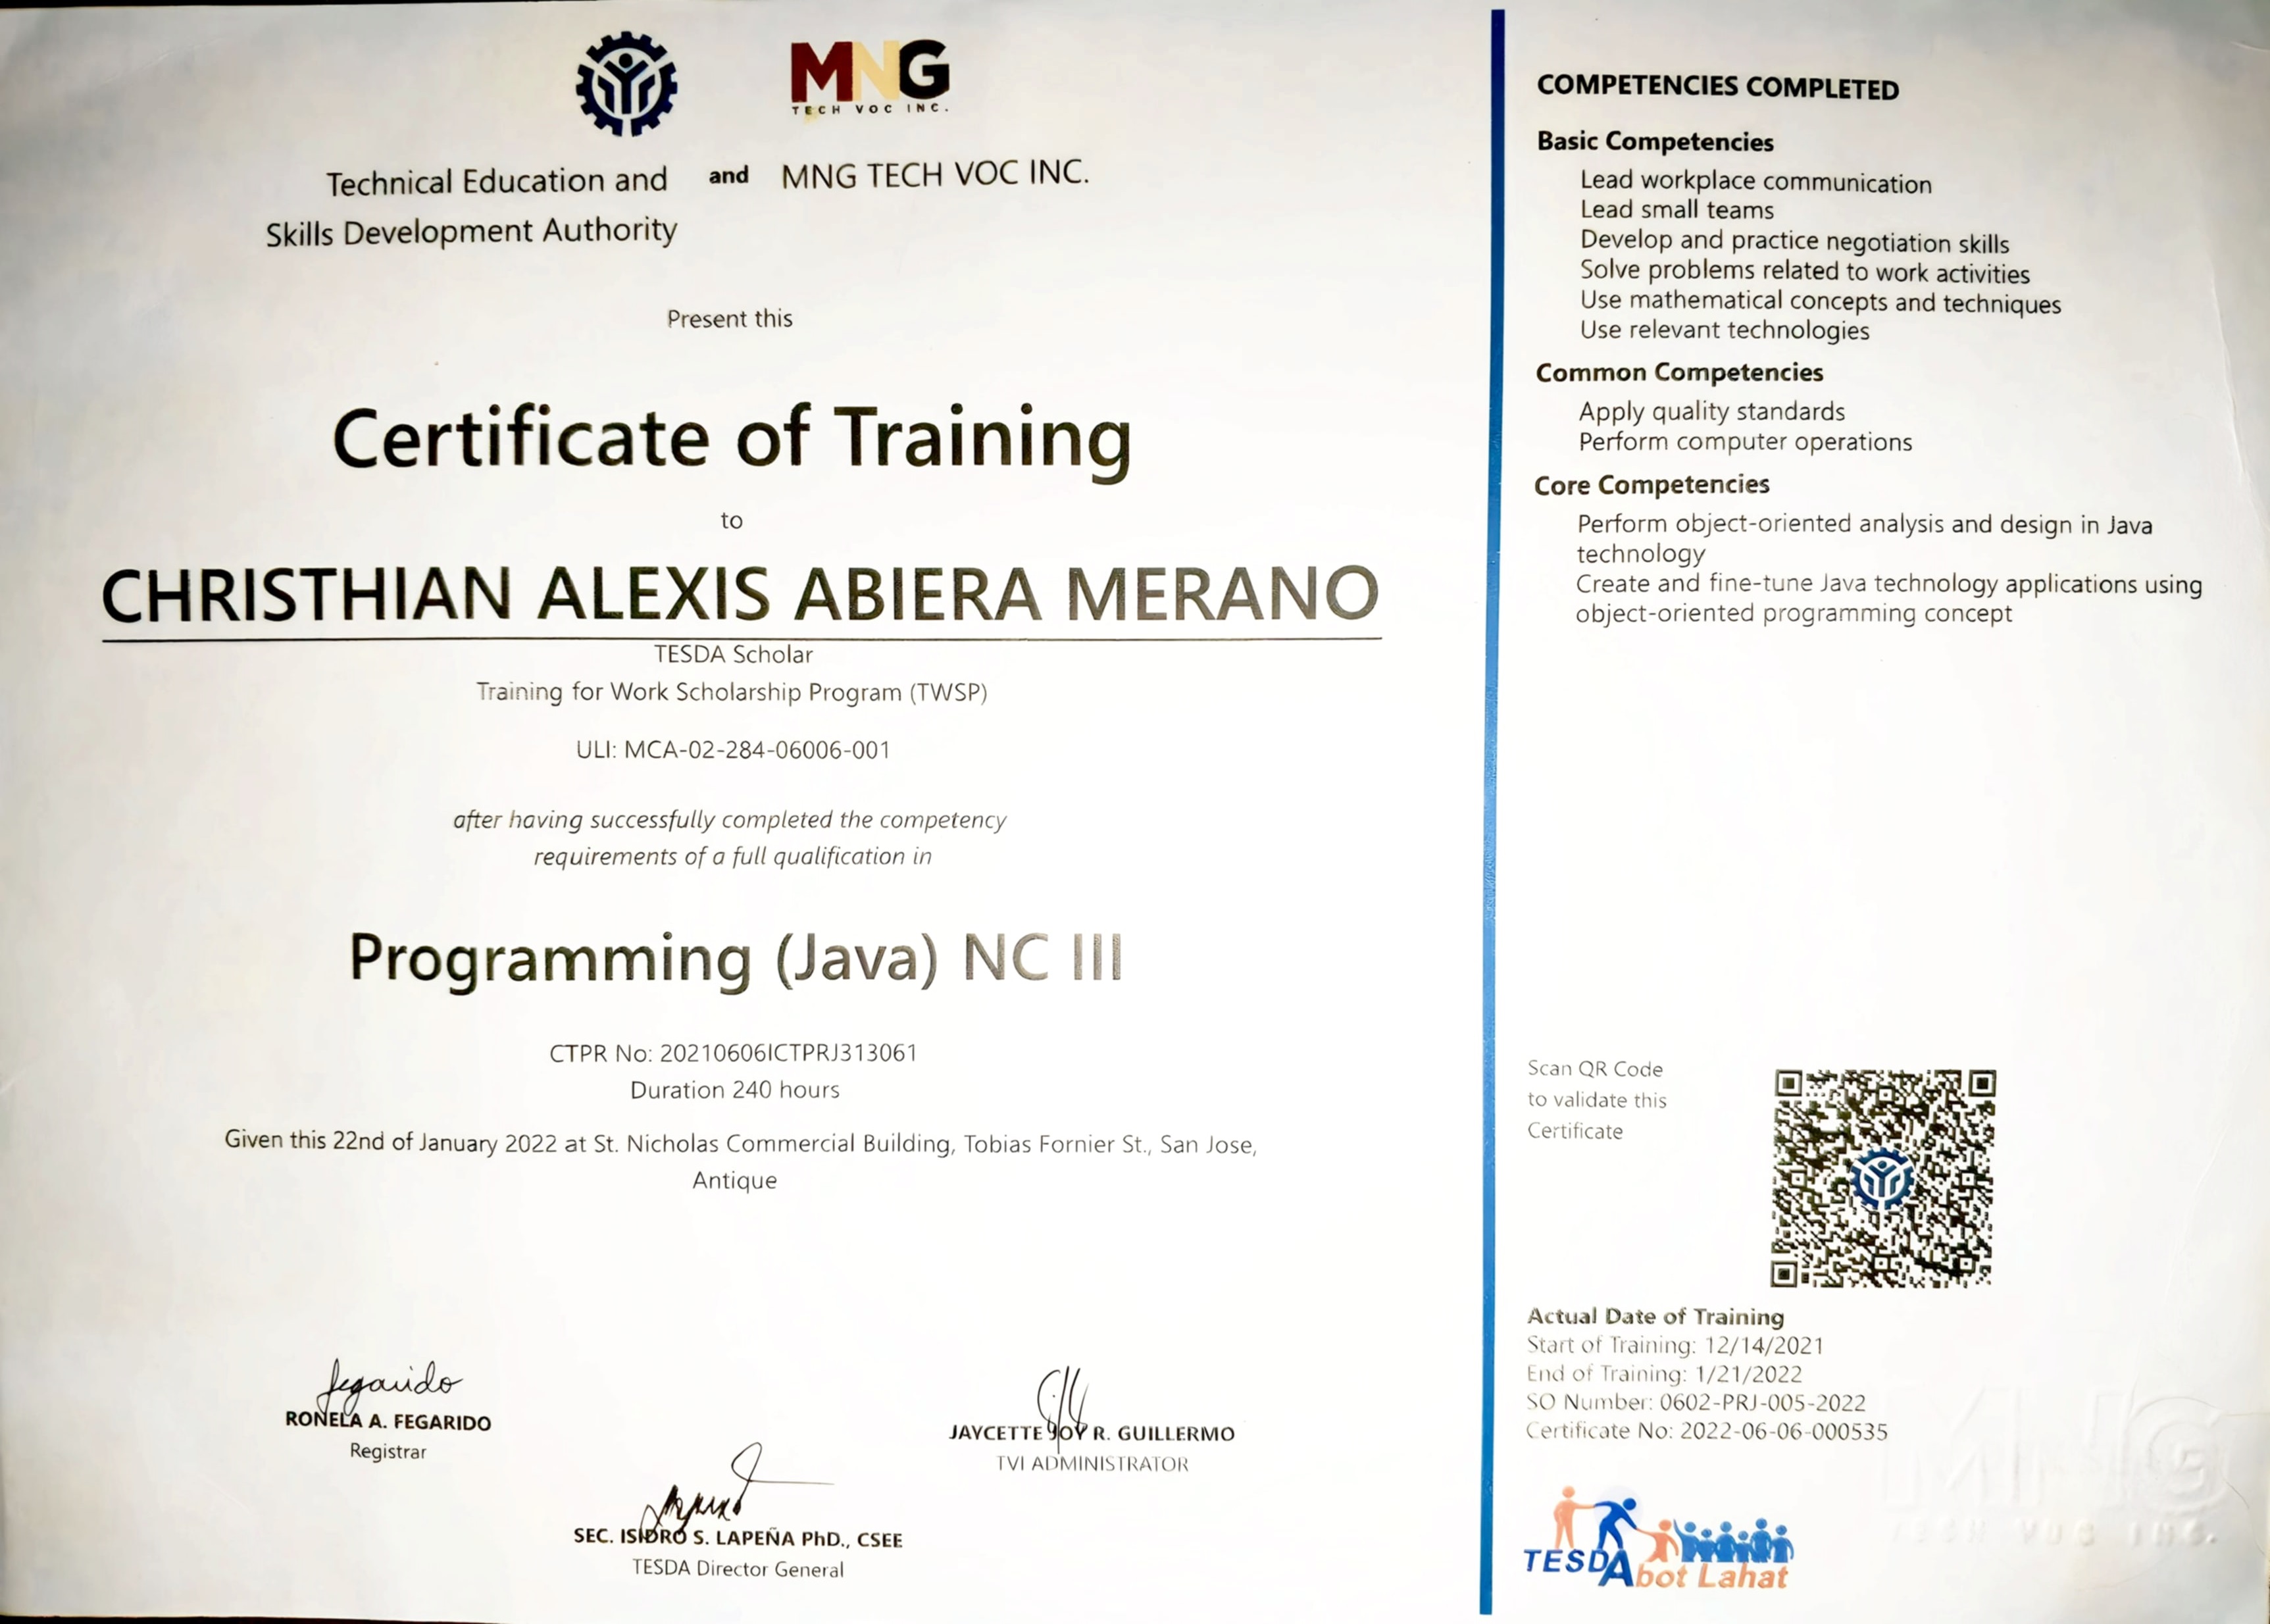 MNG
TECH VOC INC.
Technical Education and
Skills Development Authority
and
MNG TECH VOC INC.
Present this
Certificate of Training
to
CHRISTHIAN ALEXIS ABIERA MERANO
TESDA Scholar
Training for Work Scholarship Program (TWSP)
ULI: MCA-02-284-06006-001
after having successfully completed the competency
requirements of a full qualification in
Programming (Java) NC III
CTPR No: 20210606ICTPRJ313061
Duration 240 hours
Given this 22nd of January 2022 at St. Nicholas Commercial Building, Tobias Fornier St., San Jose,
Antique
fegarido
RONELA A. FEGARIDO
Registrar
JAYCETTE JOY R. GUILLERMO
TVI ADMINISTRATOR
SEC. ISIDRO S. LAPEÑA PhD., CSEE
TESDA Director General
COMPETENCIES COMPLETED
Basic Competencies
Lead workplace communication
Lead small teams
Develop and practice negotiation skills
Solve problems related to work activities
Use mathematical concepts and techniques
Use relevant technologies
Common Competencies
Apply quality standards
Perform computer operations
Core Competencies
Perform object-oriented analysis and design in Java
technology
Create and fine-tune Java technology applications using
object-oriented programming concept
Scan QR Code
to validate this
Certificate
Actual Date of Training
Start of Training: 12/14/2021
End of Training: 1/21/2022
SO Number: 0602-PRJ-005-2022
Certificate No: 2022-06-06-000535
MNG
TECH VOC INC.
TESDA Abot Lahat